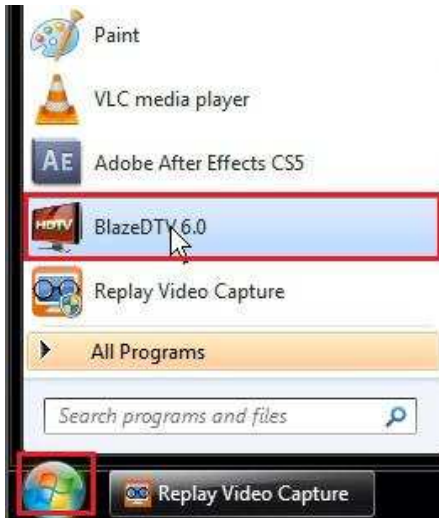 Paint
VLC media player
AE Adobe After Effects CS5
HDTV BlazeDTV 6.0
Replay Video Capture
All Programs
Search programs and files
Replay Video Capture